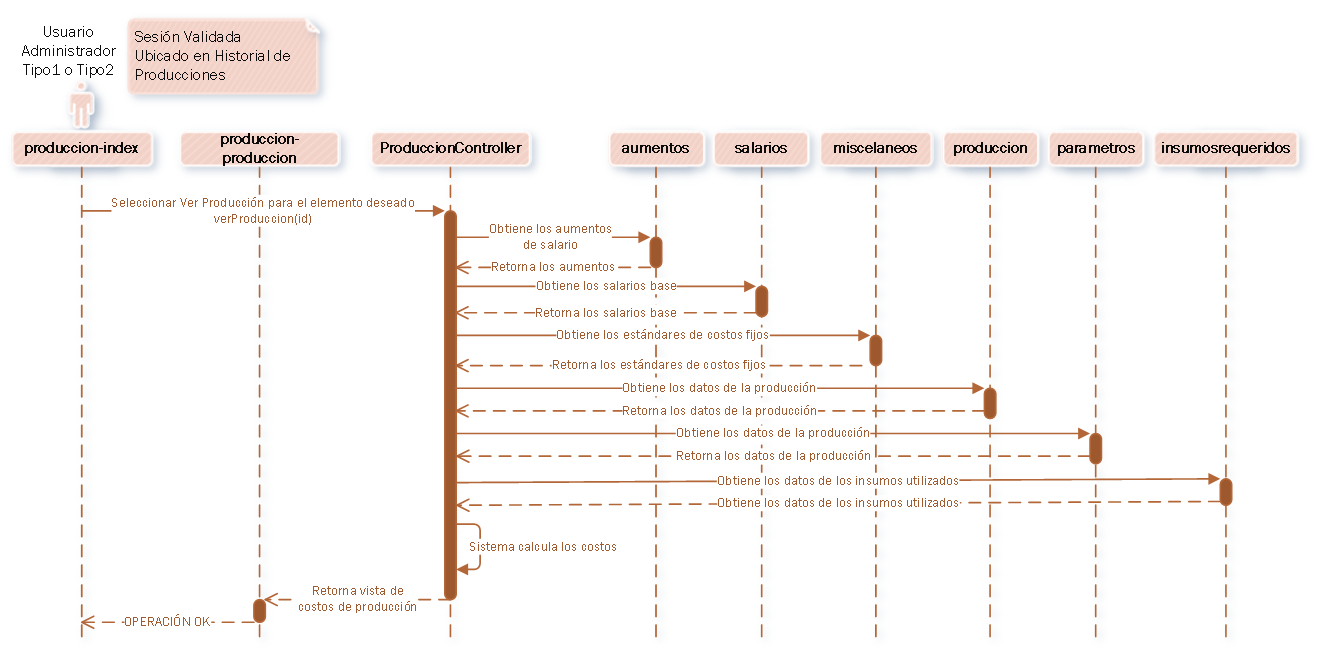 Usuario
Administrador
Tipo1 o Tipo2
Sesión Validada
Ubicado en Historial de
Producciones
produccion-index
produccion-
produccion
ProduccionController
aumentos
salarios
miscelaneos
produccion
parametros
insumosrequeridos
Seleccionar Ver Producción para el elemento deseado
verProduccion(id)
Obtiene los aumentos
de salario
Retorna los aumentos
Obtiene los salarios base
Retorna los salarios base
Obtiene los estándares de costos fijos
Retorna los estándares de costos fijos
Obtiene los datos de la producción
Retorna los datos de la producción
Obtiene los datos de la producción
Retorna los datos de la producción
Obtiene los datos de los insumos utilizados
Obtiene los datos de los insumos utilizados
Sistema calcula los costos
Retorna vista de
costos de producción
OPERACIÓN OK